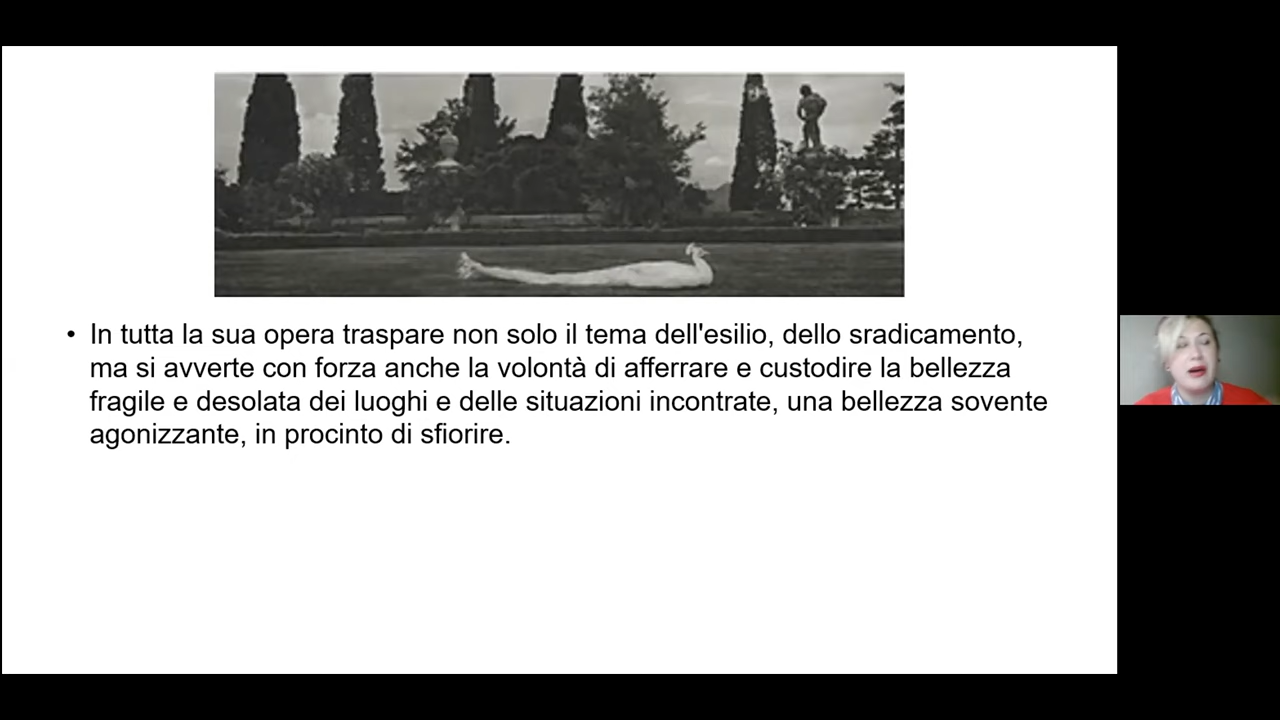 • In tutta la sua opera traspare non solo il tema dell'esilio, dello sradicamento,
ma si avverte con forza anche la volontà di afferrare e custodire la bellezza
fragile e desolata dei luoghi e delle situazioni incontrate, una bellezza sovente
agonizzante, in procinto di sfiorire.